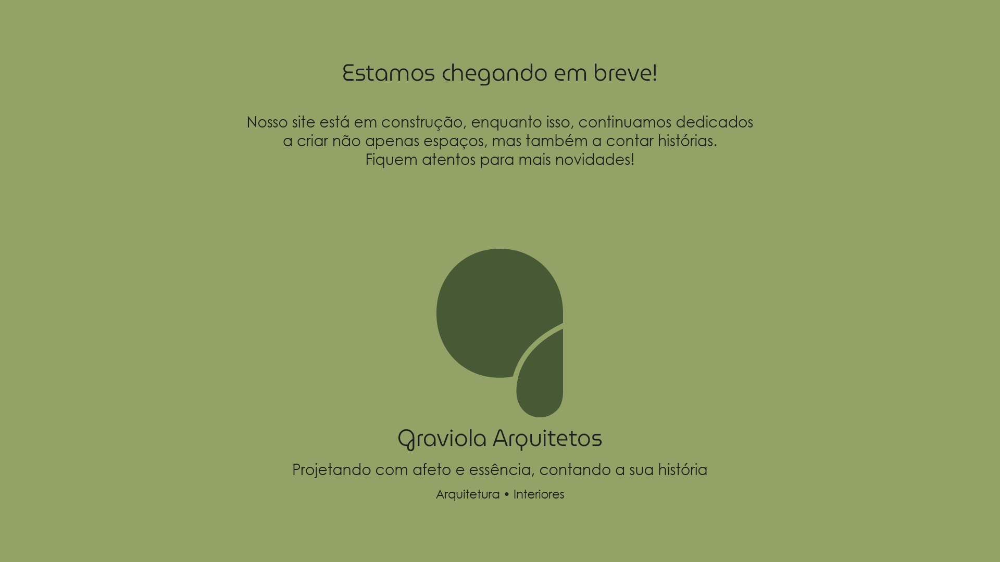 Estamos chegando em breve!
Nosso site está em construção, enquanto isso, continuamos dedicados
a criar não apenas espaços, mas também a contar histórias.
Fiquem atentos para mais novidades!
Graviola Arquitetos
Projetando com afeto e essência, contando a sua história
Arquitetura • Interiores